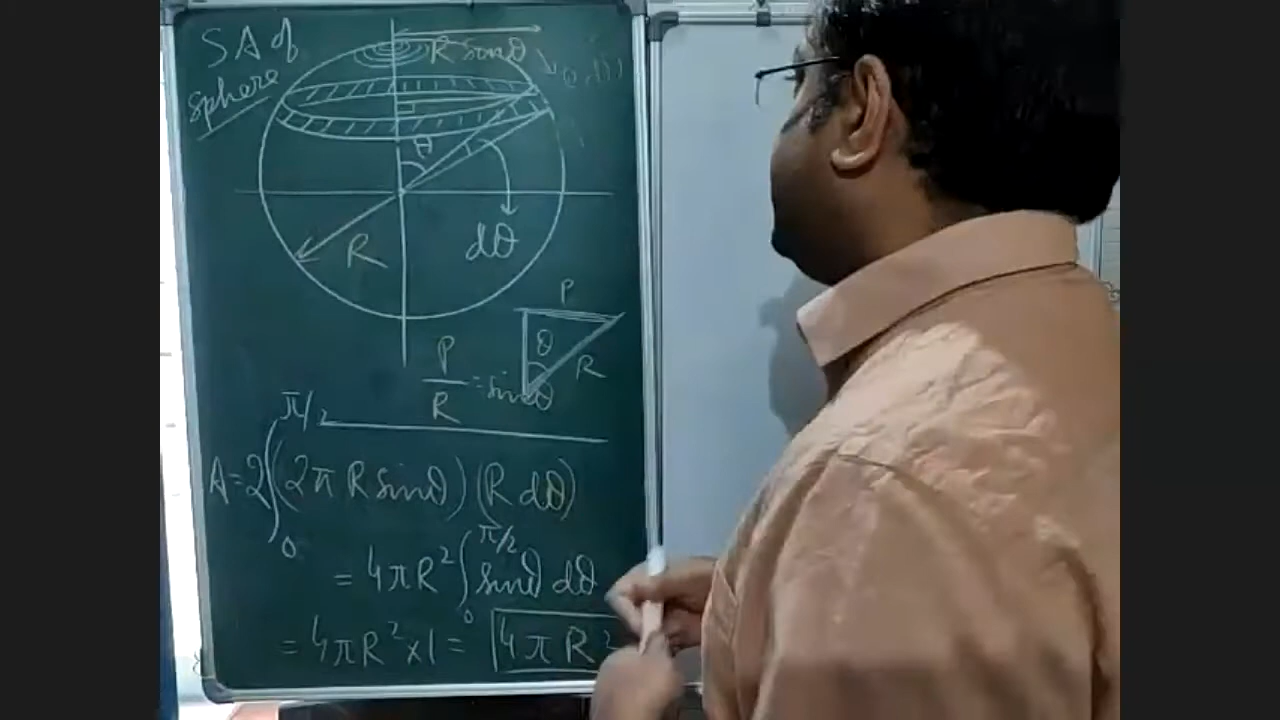 SA of
sphere
R sinθ
θ
R
dθ
P
θ
R
P/R = sinθ
π/2
A = 2∫(2π R sinθ)(R dθ)
0
π/2
= 4πR² ∫ sinθ dθ
0
= 4πR² × 1 = 4πR²